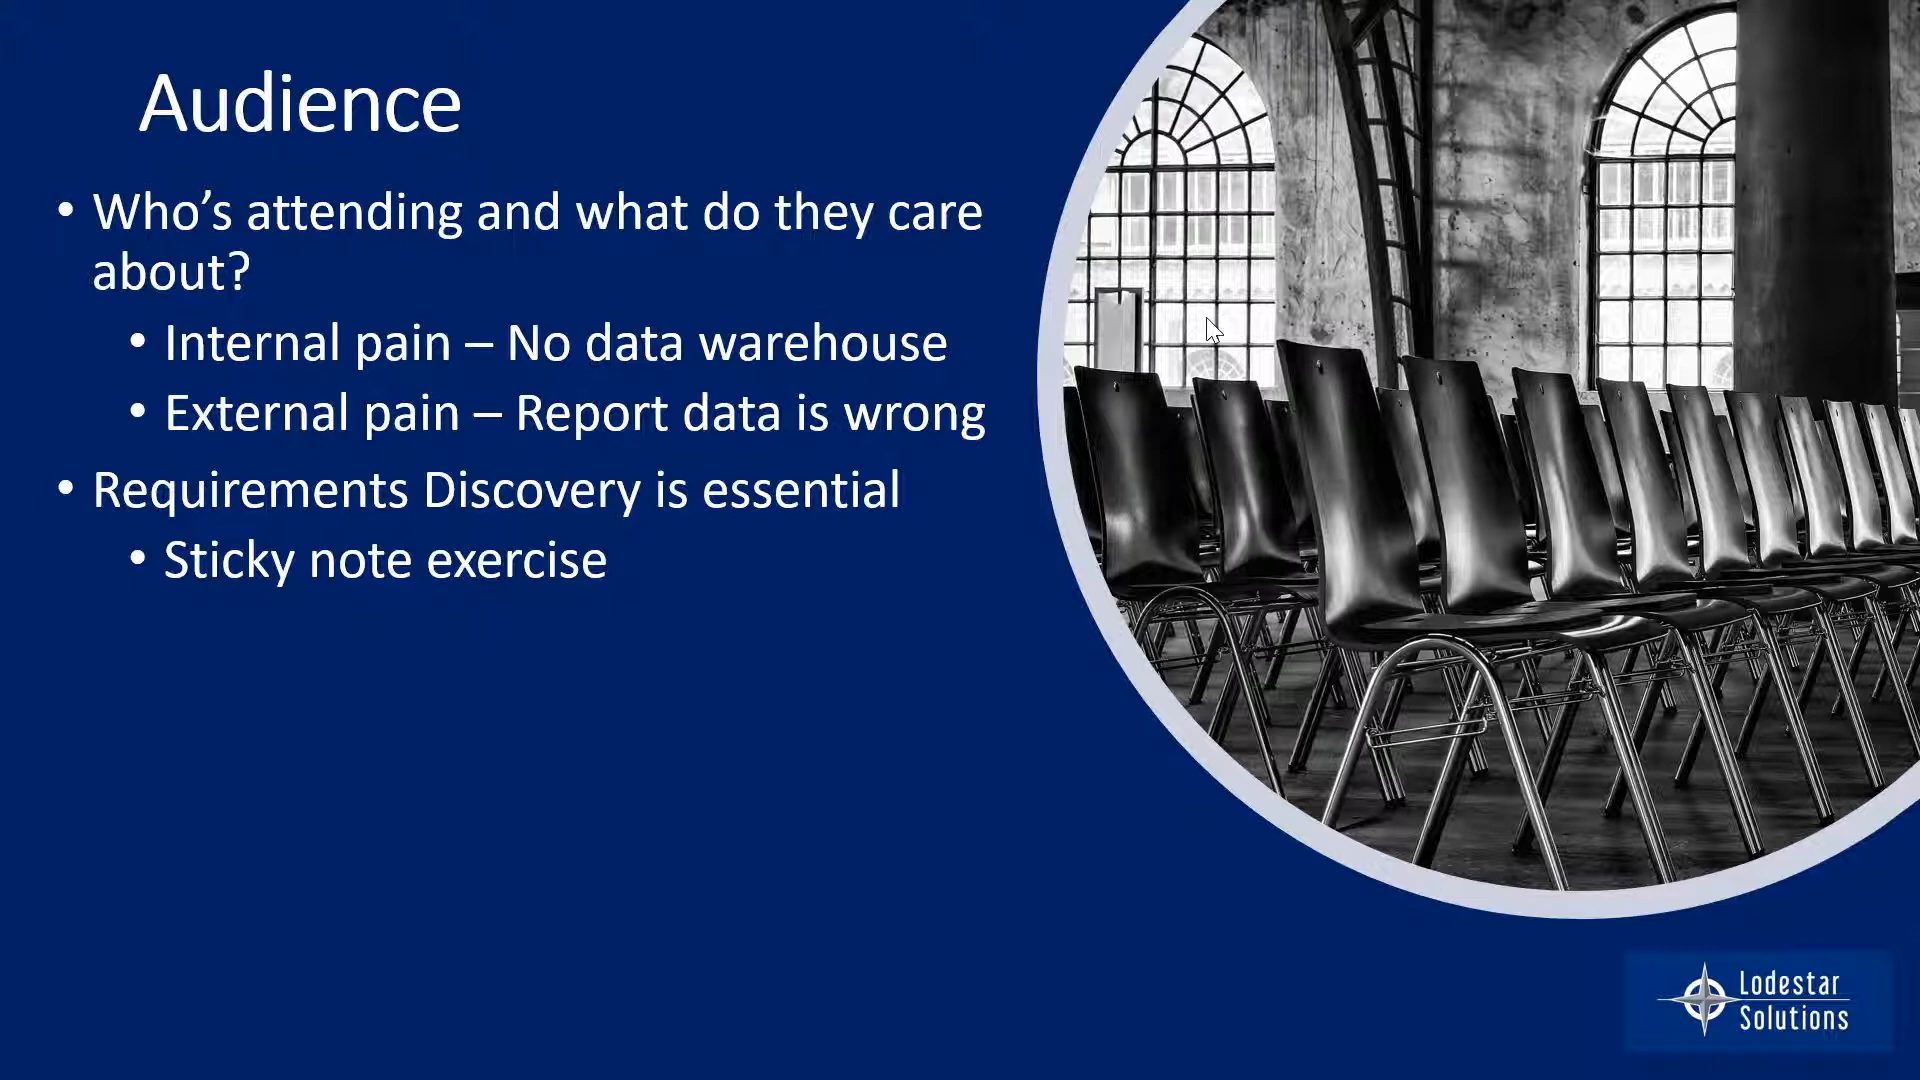 Audience
• Who’s attending and what do they care
about?
• Internal pain – No data warehouse
• External pain – Report data is wrong
• Requirements Discovery is essential
• Sticky note exercise
Lodestar
Solutions